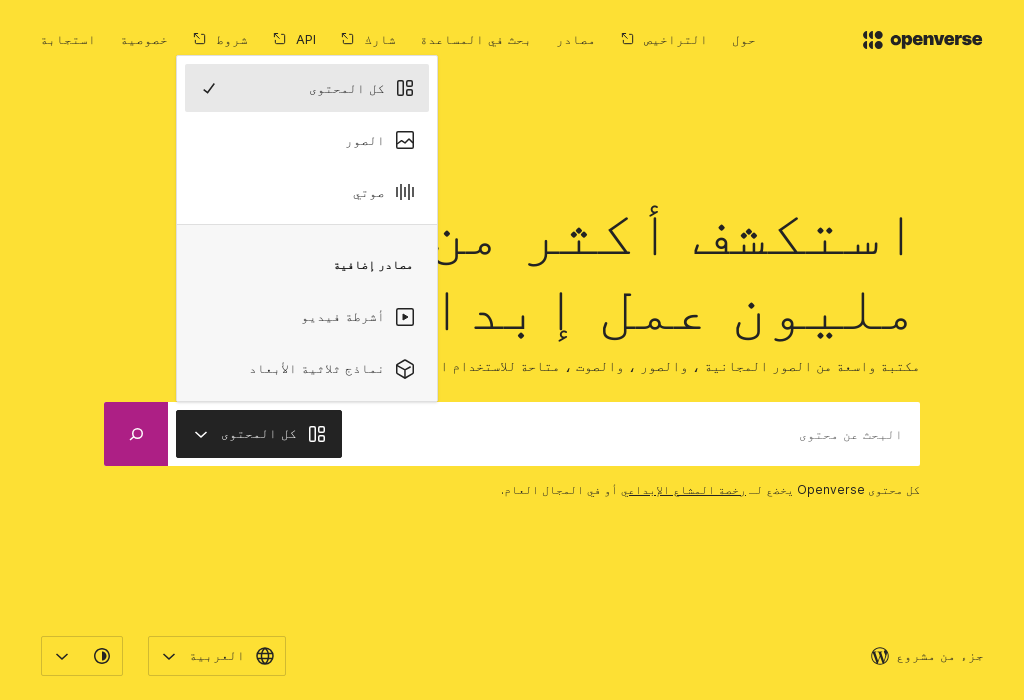 openverse
حول
التراخيص
مصادر
بحث في المساعدة
شارك
API
شروط
خصوصية
استجابة
كل المحتوى
الصور
صوتي
مصادر إضافية
أشرطة فيديو
نماذج ثلاثية الأبعاد
استكشف أكثر من
مليون عمل إبدا
مكتبة واسعة من الصور المجانية ، والصور ، والصوت ، متاحة للاستخدام ا
البحث عن محتوى
كل المحتوى
كل محتوى Openverse يخضع لـ رخصة المشاع الإبداعي أو في المجال العام.
جزء من مشروع
العربية